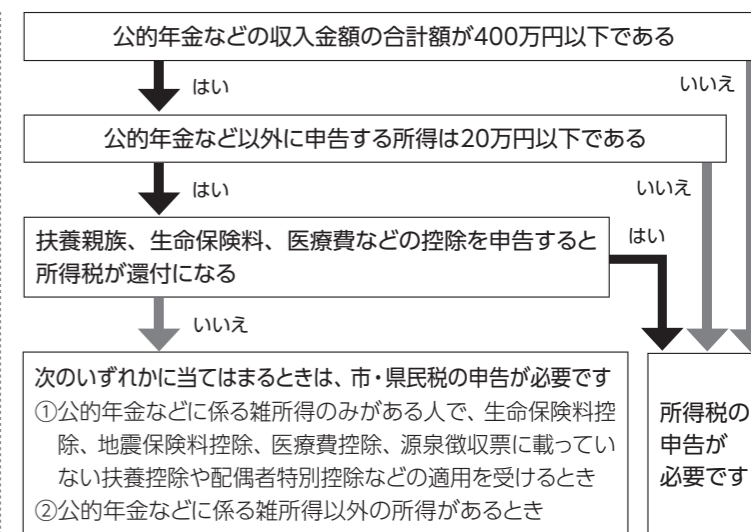 公的年金などの収入金額の合計額が400万円以下である
はい
いいえ
公的年金など以外に申告する所得は20万円以下である
はい
いいえ
扶養親族、生命保険料、医療費などの控除を申告すると
所得税が還付になる
はい
いいえ
次のいずれかに当てはまるときは、市・県民税の申告が必要です
①公的年金などに係る雑所得のみがある人で、生命保険料控
除、地震保険料控除、医療費控除、源泉徴収票に載ってい
ない扶養控除や配偶者特別控除などの適用を受けるとき
②公的年金などに係る雑所得以外の所得があるとき
所得税の
申告が
必要です